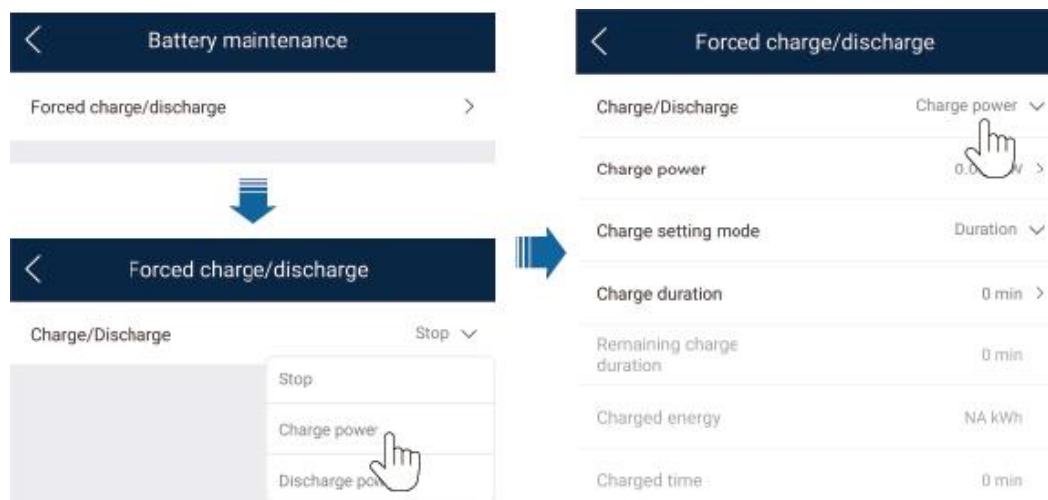 Battery maintenance
Forced charge/discharge
Forced charge/discharge
Charge/Discharge Stop
Stop
Charge power
Discharge
Forced charge/discharge
Charge/Discharge Charge power
Charge power
Charge setting mode Duration
Charge duration 0 min
Remaining charge
duration 0 min
Charged energy NA kWh
Charged time 0 min